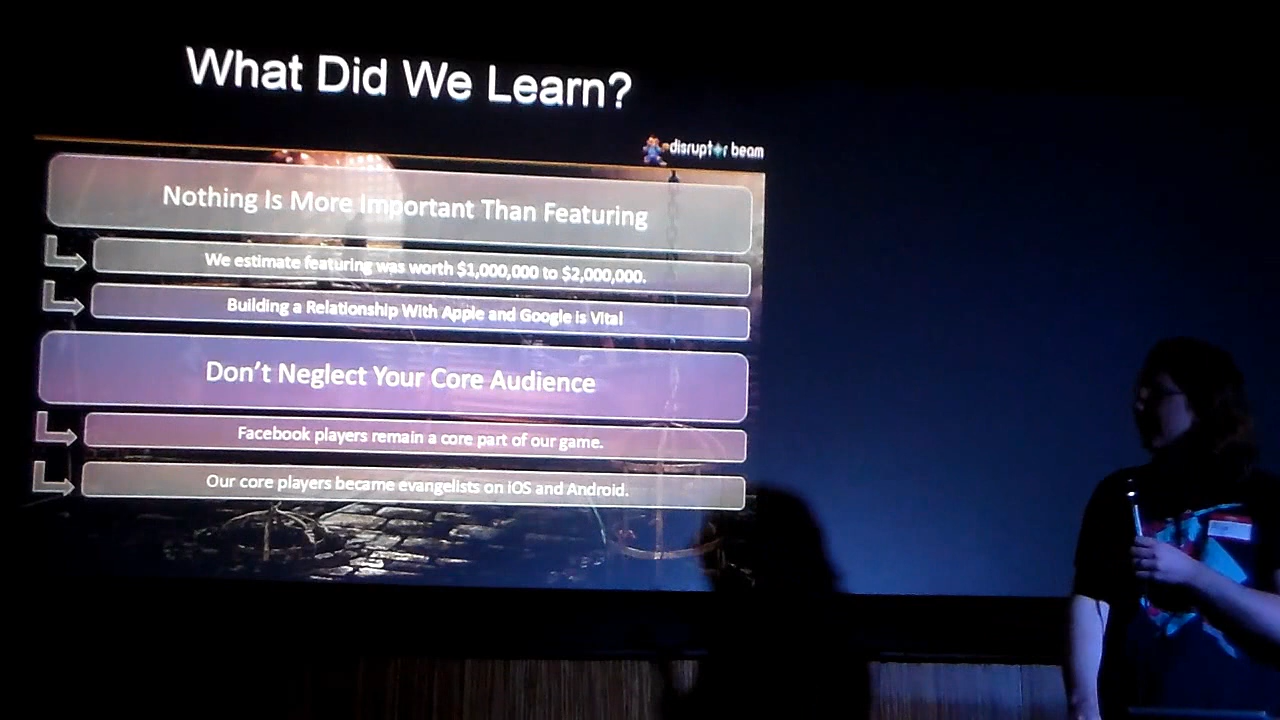 What Did We Learn?
disruptor beam
Nothing Is More Important Than Featuring
We estimate featuring was worth $1,000,000 to $2,000,000.
Building a Relationship With Apple and Google is Vital
Don't Neglect Your Core Audience
Facebook players remain a core part of our game.
Our core players became evangelists on iOS and Android.